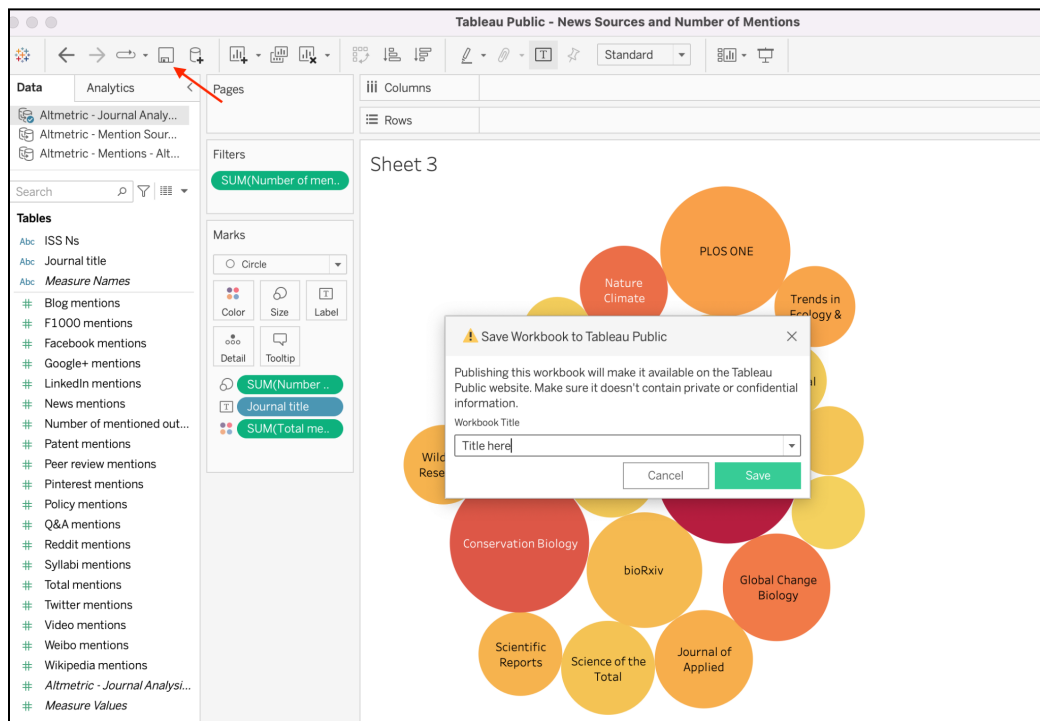 Tableau Public - News Sources and Number of Mentions
Standard
Data
Analytics
Pages
Columns
Altmetric - Journal Analy...
Altmetric - Mention Sour...
Altmetric - Mentions - Alt...
Rows
Filters
SUM(Number of men..
Sheet 3
Search
Tables
Abc ISS Ns
Abc Journal title
Abc Measure Names
# Blog mentions
# F1000 mentions
# Facebook mentions
# Google+ mentions
# LinkedIn mentions
# News mentions
# Number of mentioned out...
# Patent mentions
# Peer review mentions
# Pinterest mentions
# Policy mentions
# Q&A mentions
# Reddit mentions
# Syllabi mentions
# Total mentions
# Twitter mentions
# Video mentions
# Weibo mentions
# Wikipedia mentions
# Altmetric - Journal Analysi...
# Measure Values
Marks
Circle
Color
Size
T
Label
Detail
Tooltip
SUM(Number ..
T Journal title
SUM(Total me..
PLOS ONE
Nature
Climate
Trends in
Ecology &
Save Workbook to Tableau Public
Publishing this workbook will make it available on the Tableau
Public website. Make sure it doesn't contain private or confidential
information.
Workbook Title
Title here
Cancel
Save
al
Wild
Rese
Conservation Biology
bioRxiv
Global Change
Biology
Scientific
Reports
Science of the
Total
Journal of
Applied